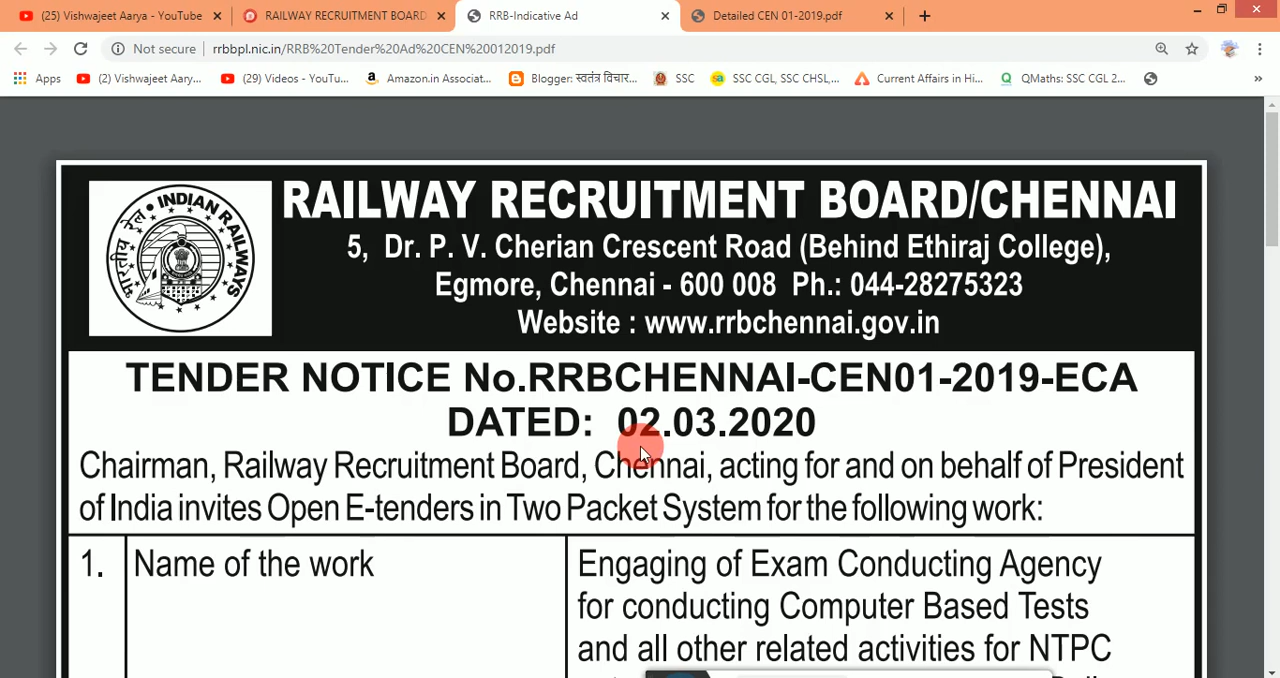 (25) Vishwajeet Aarya - YouTube
RAILWAY RECRUITMENT BOARD
RRB-Indicative Ad
Detailed CEN 01-2019.pdf
Not secure
rrbbpl.nic.in/RRB%20Tender%20Ad%20CEN%20012019.pdf
Apps
(2) Vishwajeet Aary...
(29) Videos - YouTu...
Amazon.in Associat...
Blogger: स्वतंत्र विचार...
SSC
SSC CGL, SSC CHSL,...
Current Affairs in Hi...
QMaths: SSC CGL 2...
भारतीय रेल • INDIAN RAILWAYS
RAILWAY RECRUITMENT BOARD/CHENNAI
5, Dr. P. V. Cherian Crescent Road (Behind Ethiraj College),
Egmore, Chennai - 600 008 Ph.: 044-28275323
Website : www.rrbchennai.gov.in
TENDER NOTICE No.RRBCHENNAI-CEN01-2019-ECA
DATED: 02.03.2020
Chairman, Railway Recruitment Board, Chennai, acting for and on behalf of President
of India invites Open E-tenders in Two Packet System for the following work:
1. Name of the work
Engaging of Exam Conducting Agency
for conducting Computer Based Tests
and all other related activities for NTPC